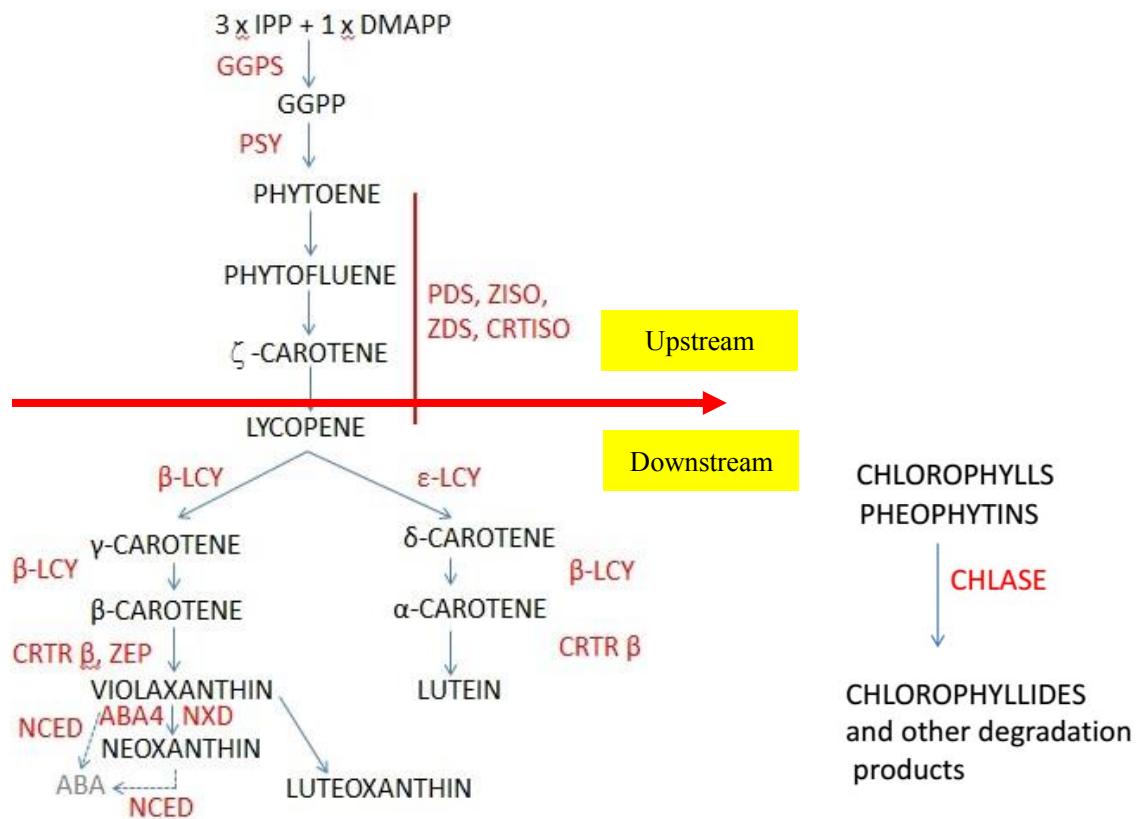 3 x IPP + 1 x DMAPP
GGPS
GGPP
PSY
PHYTOENE
PHYTOFLUENE
PDS, ZISO,
ZDS, CRTISO
ζ -CAROTENE
Upstream
LYCOPENE
Downstream
β-LCY
ε-LCY
γ-CAROTENE
δ-CAROTENE
β-LCY
β-LCY
β-CAROTENE
α-CAROTENE
CRTR β, ZEP
CRTR β
VIOLAXANTHIN
LUTEIN
NCED
ABA4
NXD
NEOXANTHIN
ABA
NCED
LUTEOXANTHIN
CHLOROPHYLLS
PHEOPHYTINS
CHLASE
CHLOROPHYLLIDES
and other degradation
products